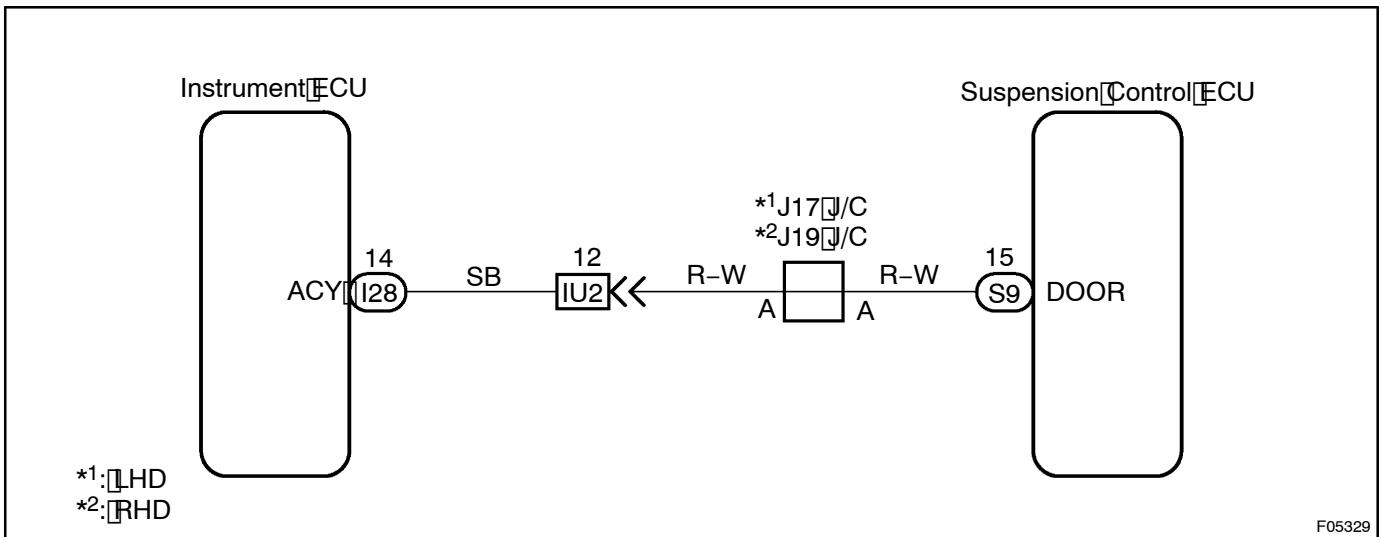 Instrument ECU
Suspension Control ECU
*1J17 J/C
*2J19 J/C
14
SB
12
R–W
R–W
15
ACY
I28
IU2
A
A
S9
DOOR
*1: LHD
*2: RHD
F05329